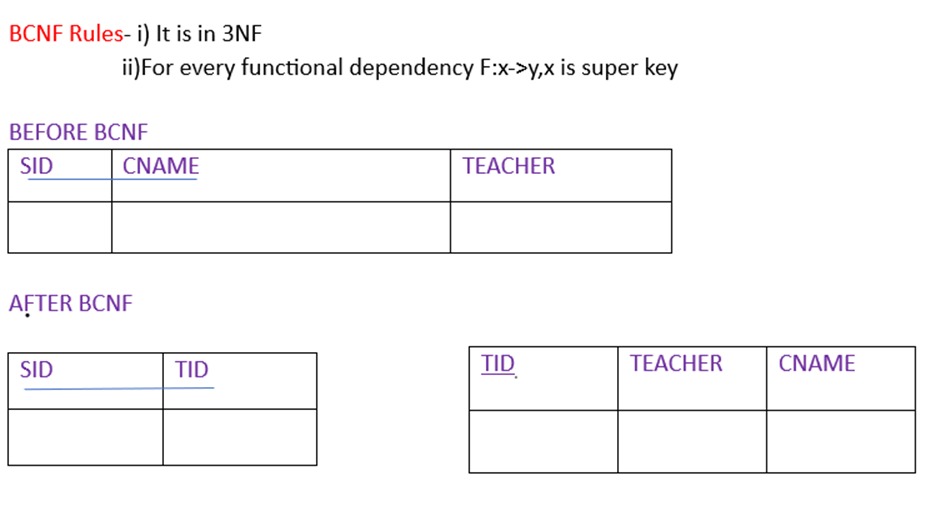 BCNF Rules- i) It is in 3NF
ii)For every functional dependency F:x->y,x is super key
BEFORE BCNF
SID CNAME TEACHER
AFTER BCNF
SID TID
TID TEACHER CNAME